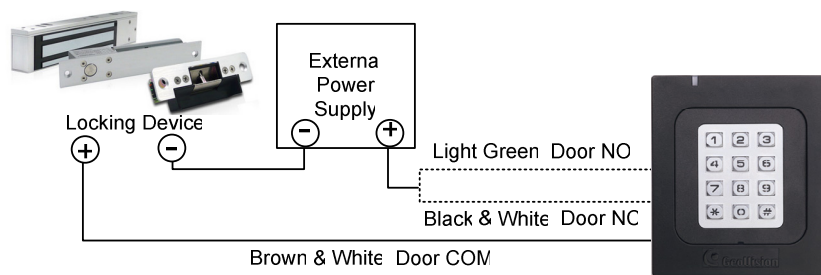 Externa
Power
Supply
Locking Device
+
-
-
+
Light Green Door NO
Black & White Door NC
Brown & White Door COM
1 2 3
4 5 6
7 8 9
* 0 #
GeoVision